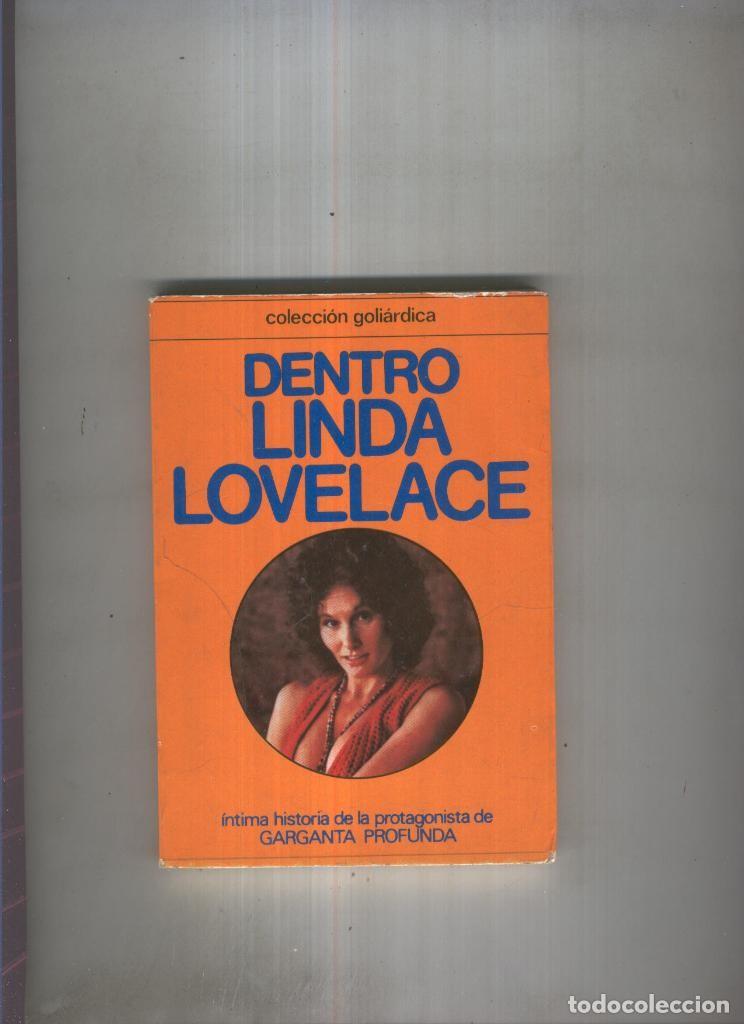 colección goliárdica
DENTRO
LINDA
LOVELACE
íntima historia de la protagonista de
GARGANTA PROFUNDA
todocoleccion